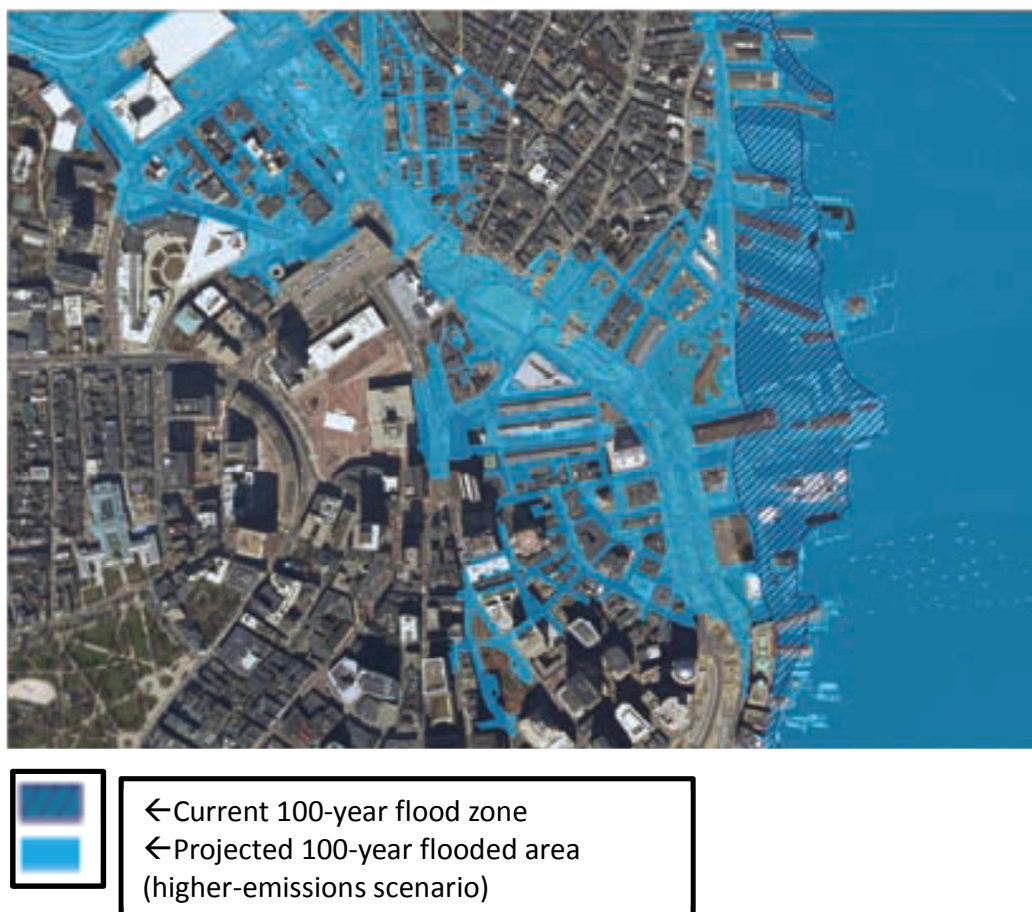 ←Current 100-year flood zone
←Projected 100-year flooded area
(higher-emissions scenario)